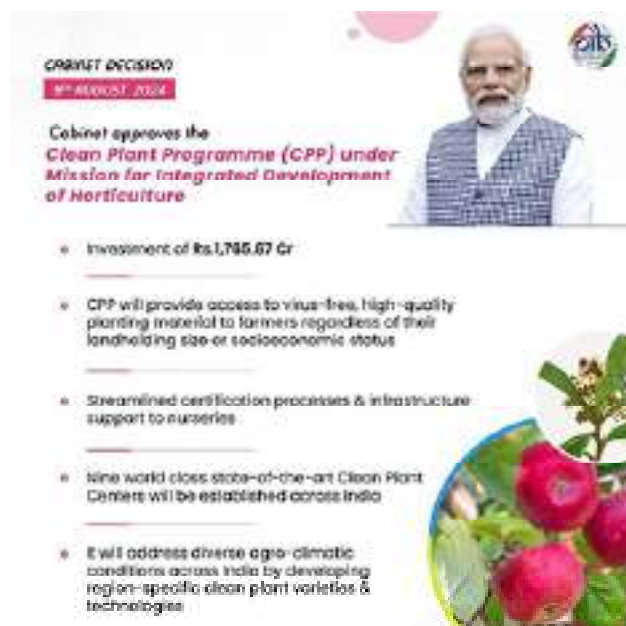 CABINET DECISION
9TH AUGUST 2024
Cabinet approves the
Clean Plant Programme (CPP) under
Mission for Integrated Development
of Horticulture
Investment of Rs.1,765.67 Cr
CPP will provide access to virus-free, high-quality
planting material to farmers regardless of their
landholding size or socioeconomic status
Streamlined certification processes & infrastructure
support to nurseries
Nine world class state-of-the-art Clean Plant
Centers will be established across India
It will address diverse agro-climatic
conditions across India by developing
region-specific clean plant varieties &
technologies